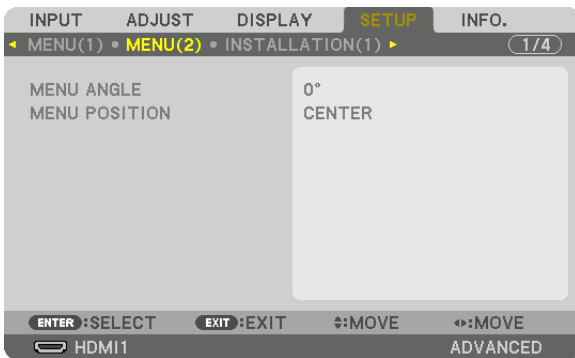 INPUT ADJUST DISPLAY SETUP INFO.
MENU(1) • MENU(2) • INSTALLATION(1) 1/4
MENU ANGLE 0°
MENU POSITION CENTER
ENTER :SELECT EXIT :EXIT :MOVE :MOVE
HDMI1 ADVANCED